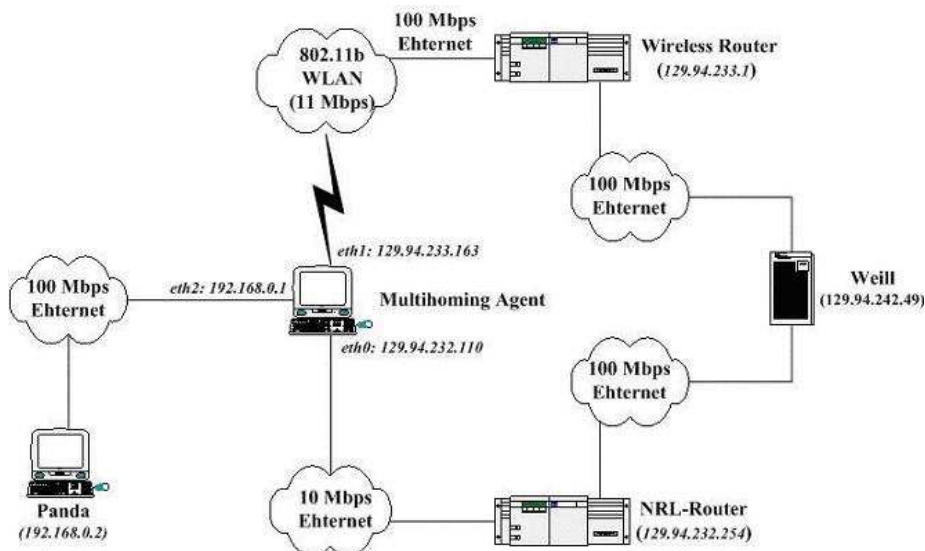 100 Mbps
Ehternet
802.11b
WLAN
(11 Mbps)
Wireless Router
(129.94.233.1)
100 Mbps
Ehternet
eth1: 129.94.233.163
100 Mbps
Ehternet
eth2: 192.168.0.1
Multihoming Agent
Weill
(129.94.242.49)
eth0: 129.94.232.110
100 Mbps
Ehternet
Panda
(192.168.0.2)
10 Mbps
Ehternet
NRL-Router
(129.94.232.254)